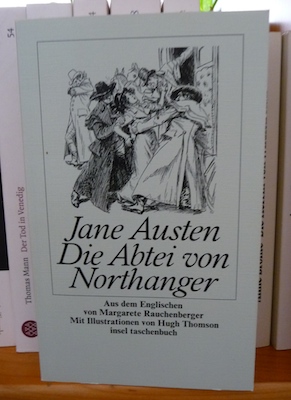 Jane Austen
Die Abtei von
Northanger
Aus dem Englischen
von Margarete Rauchenberger
Mit Illustrationen von Hugh Thomson
insel taschenbuch
Thomas Mann Der Tod in Venedig
54